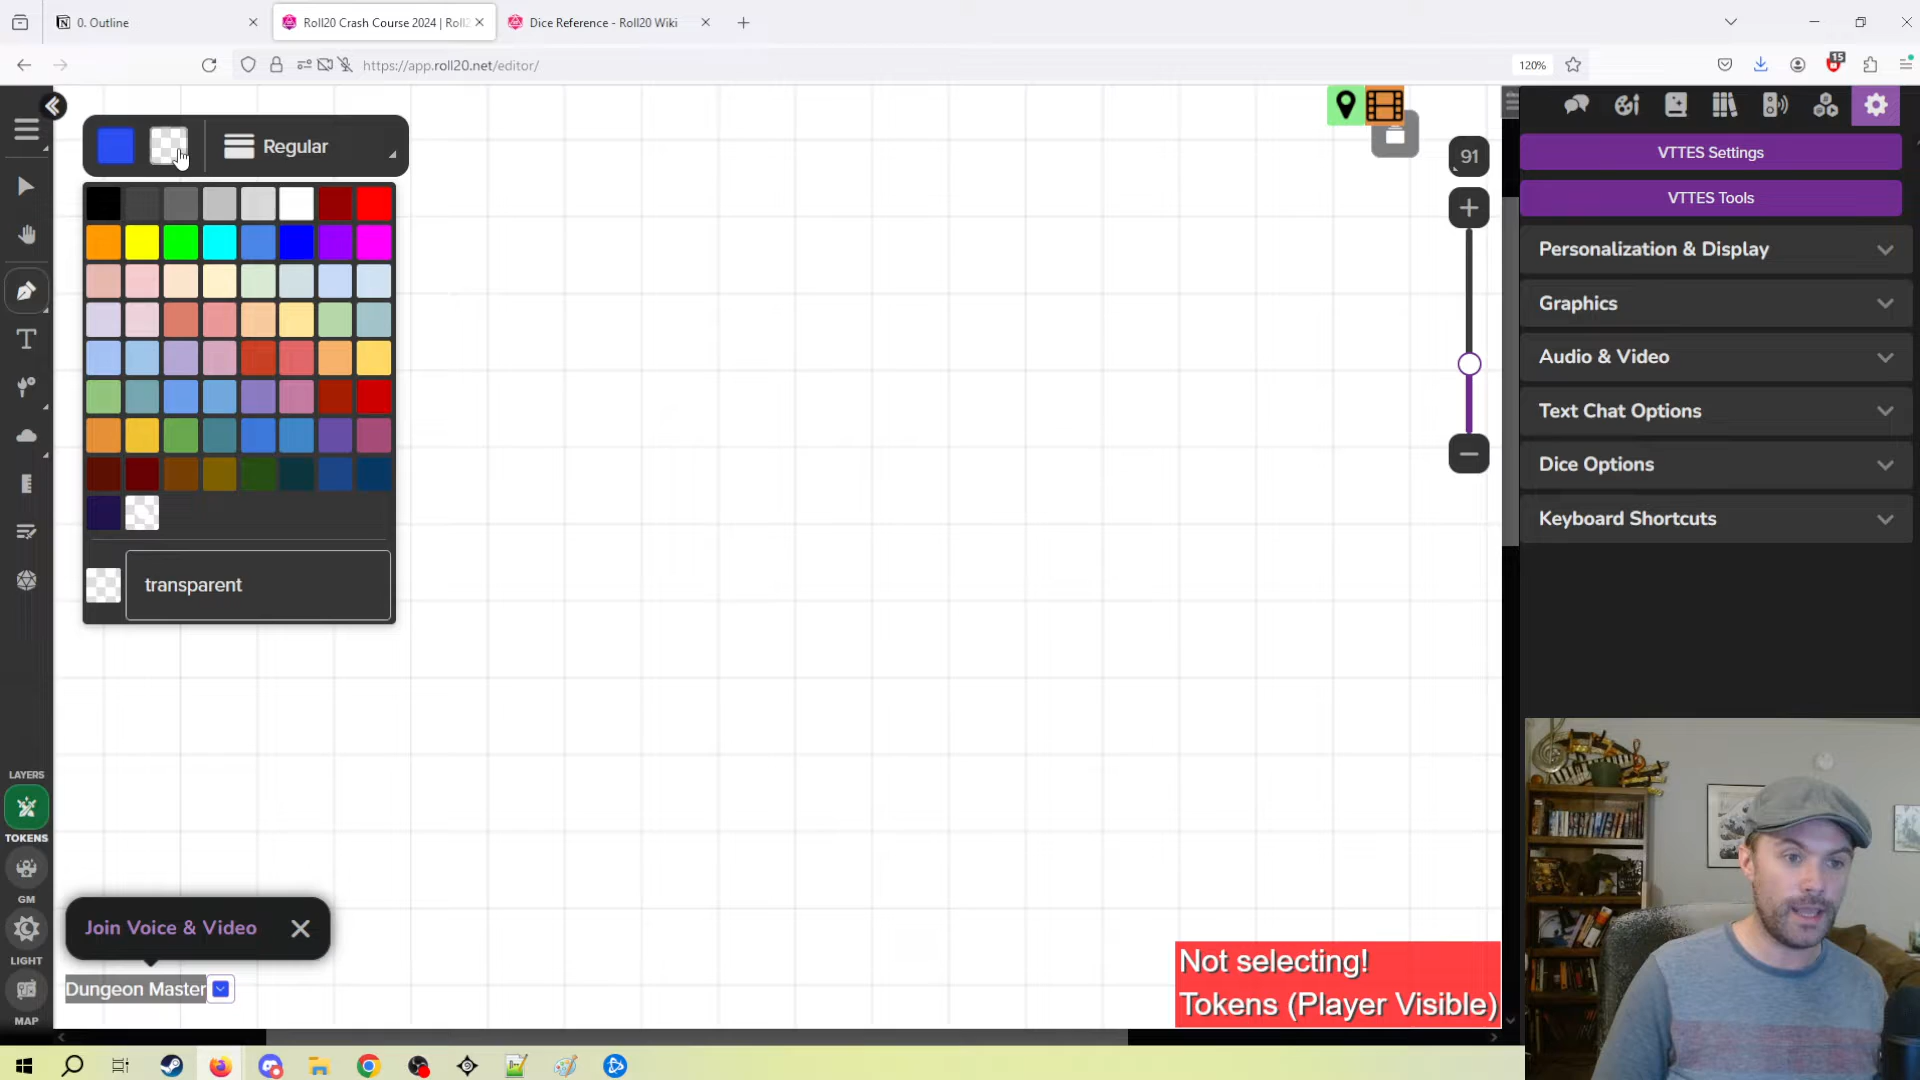 0. Outline
Roll20 Crash Course 2024 | Roll2
Dice Reference - Roll20 Wiki
https://app.roll20.net/editor/
120%
15
Regular
91
VTTES Settings
VTTES Tools
Personalization & Display
Graphics
Audio & Video
Text Chat Options
Dice Options
Keyboard Shortcuts
transparent
LAYERS
TOKENS
GM
LIGHT
MAP
Join Voice & Video
Dungeon Master
Not selecting!
Tokens (Player Visible)